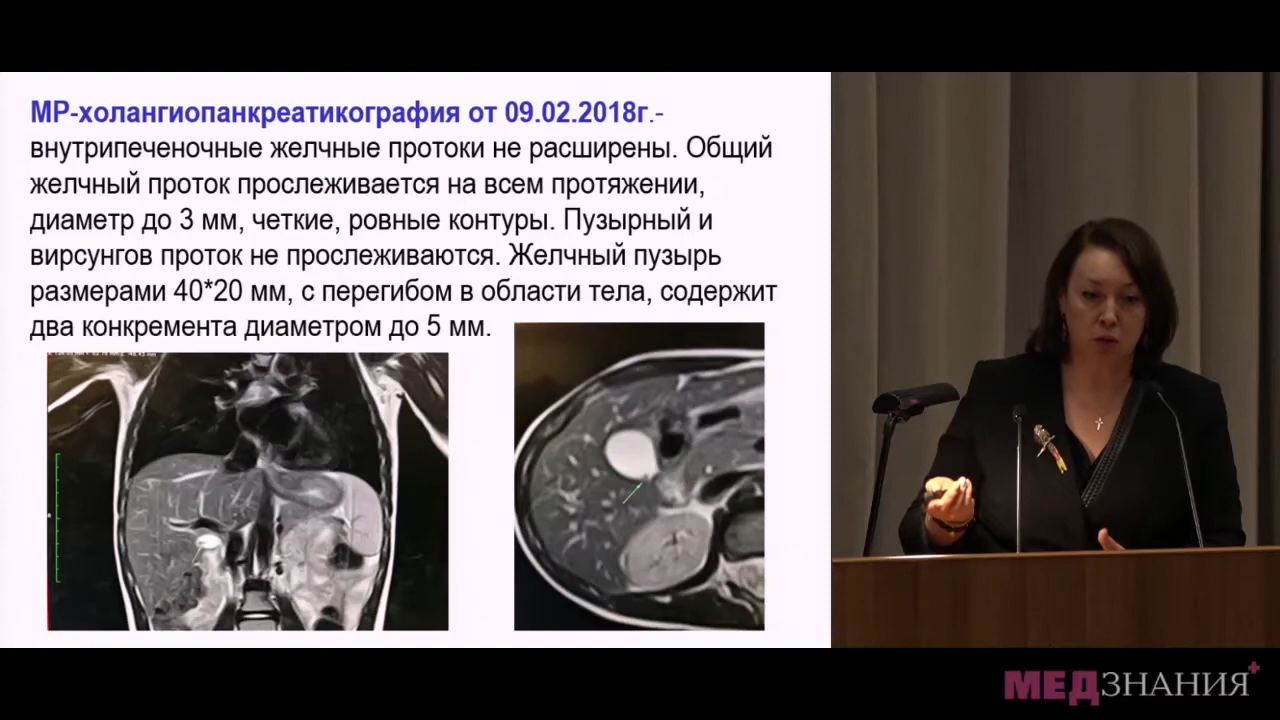 МР-холангиопанкреатикография от 09.02.2018г.-
внутрипеченочные желчные протоки не расширены. Общий
желчный проток прослеживается на всем протяжении,
диаметр до 3 мм, четкие, ровные контуры. Пузырный и
вирсунгов проток не прослеживаются. Желчный пузырь
размерами 40*20 мм, с перегибом в области тела, содержит
два конкремента диаметром до 5 мм.
МЕДЗНАНИЯ+